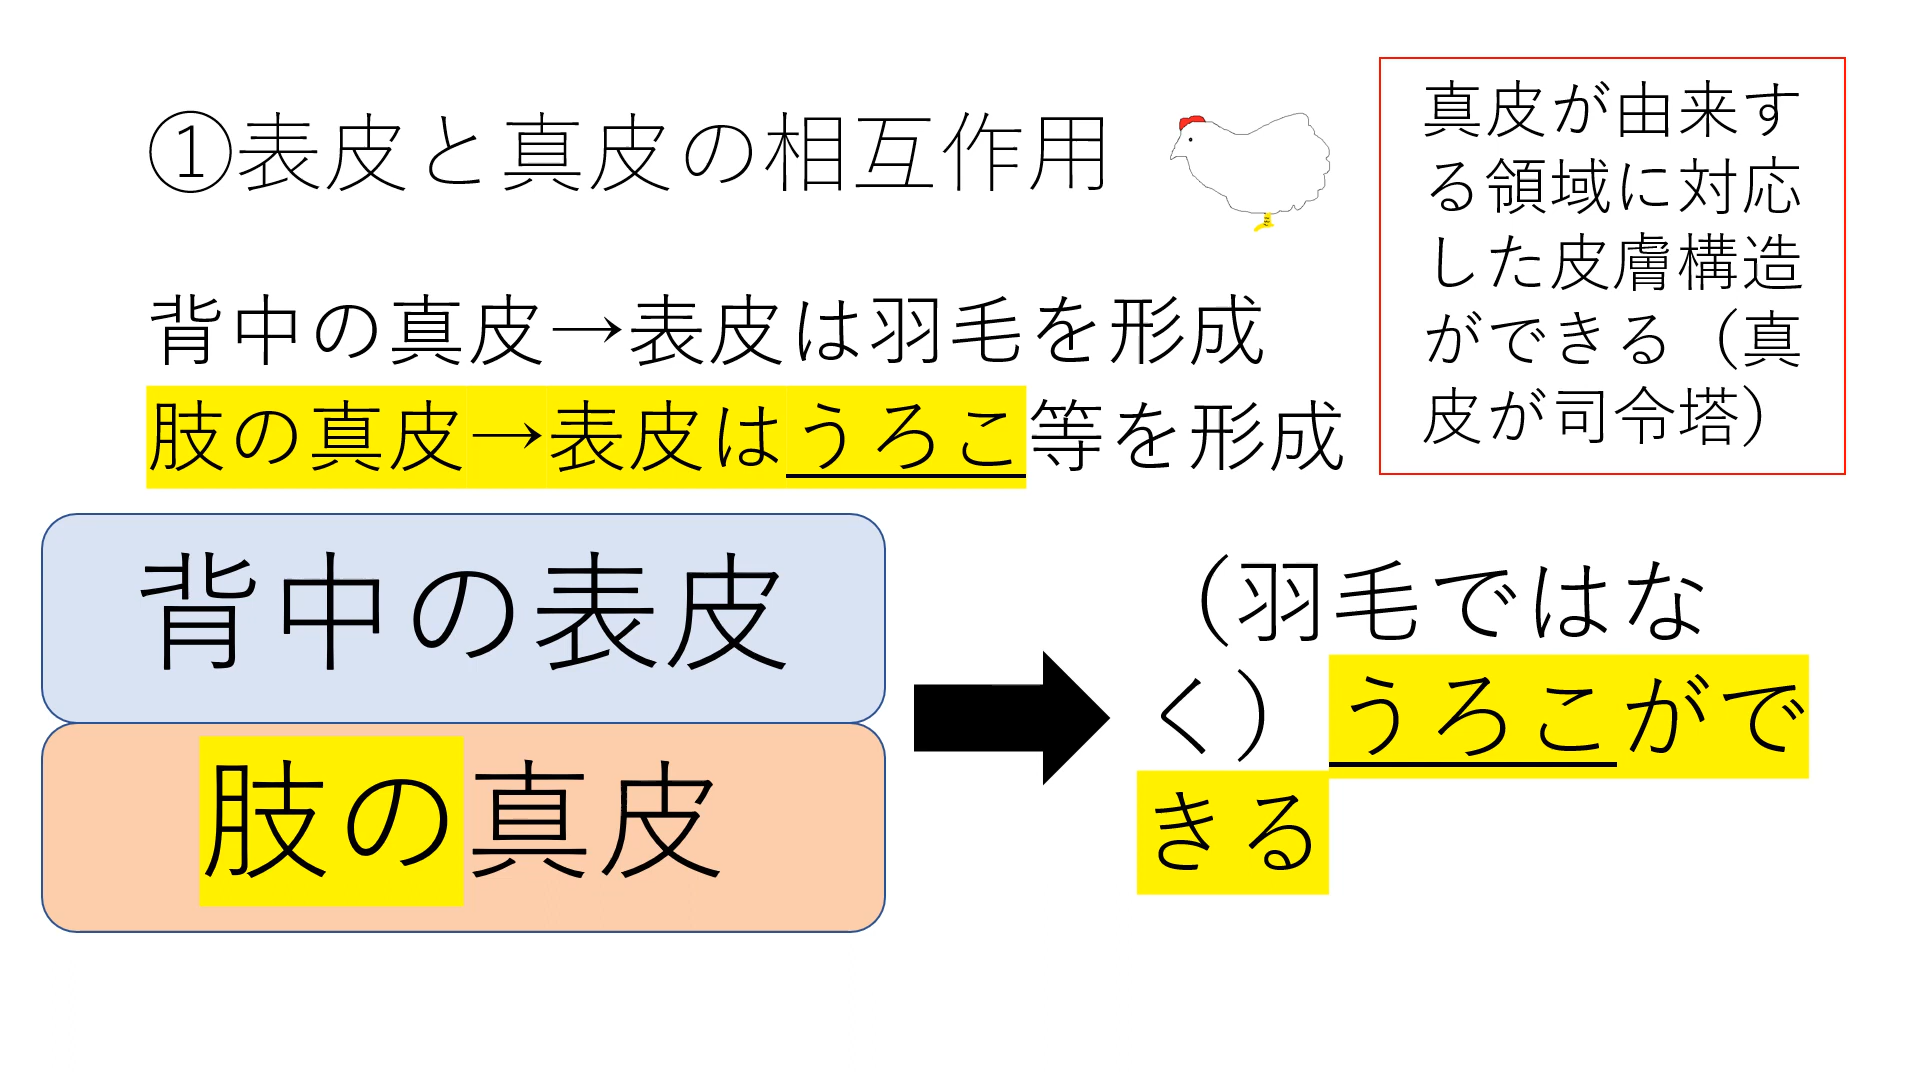 ①表皮と真皮の相互作用
真皮が由来す
る領域に対応
した皮膚構造
ができる（真
皮が司令塔）
背中の真皮→表皮は羽毛を形成
肢の真皮→表皮はうろこ等を形成
背中の表皮
肢の真皮
（羽毛ではな
く）うろこがで
きる